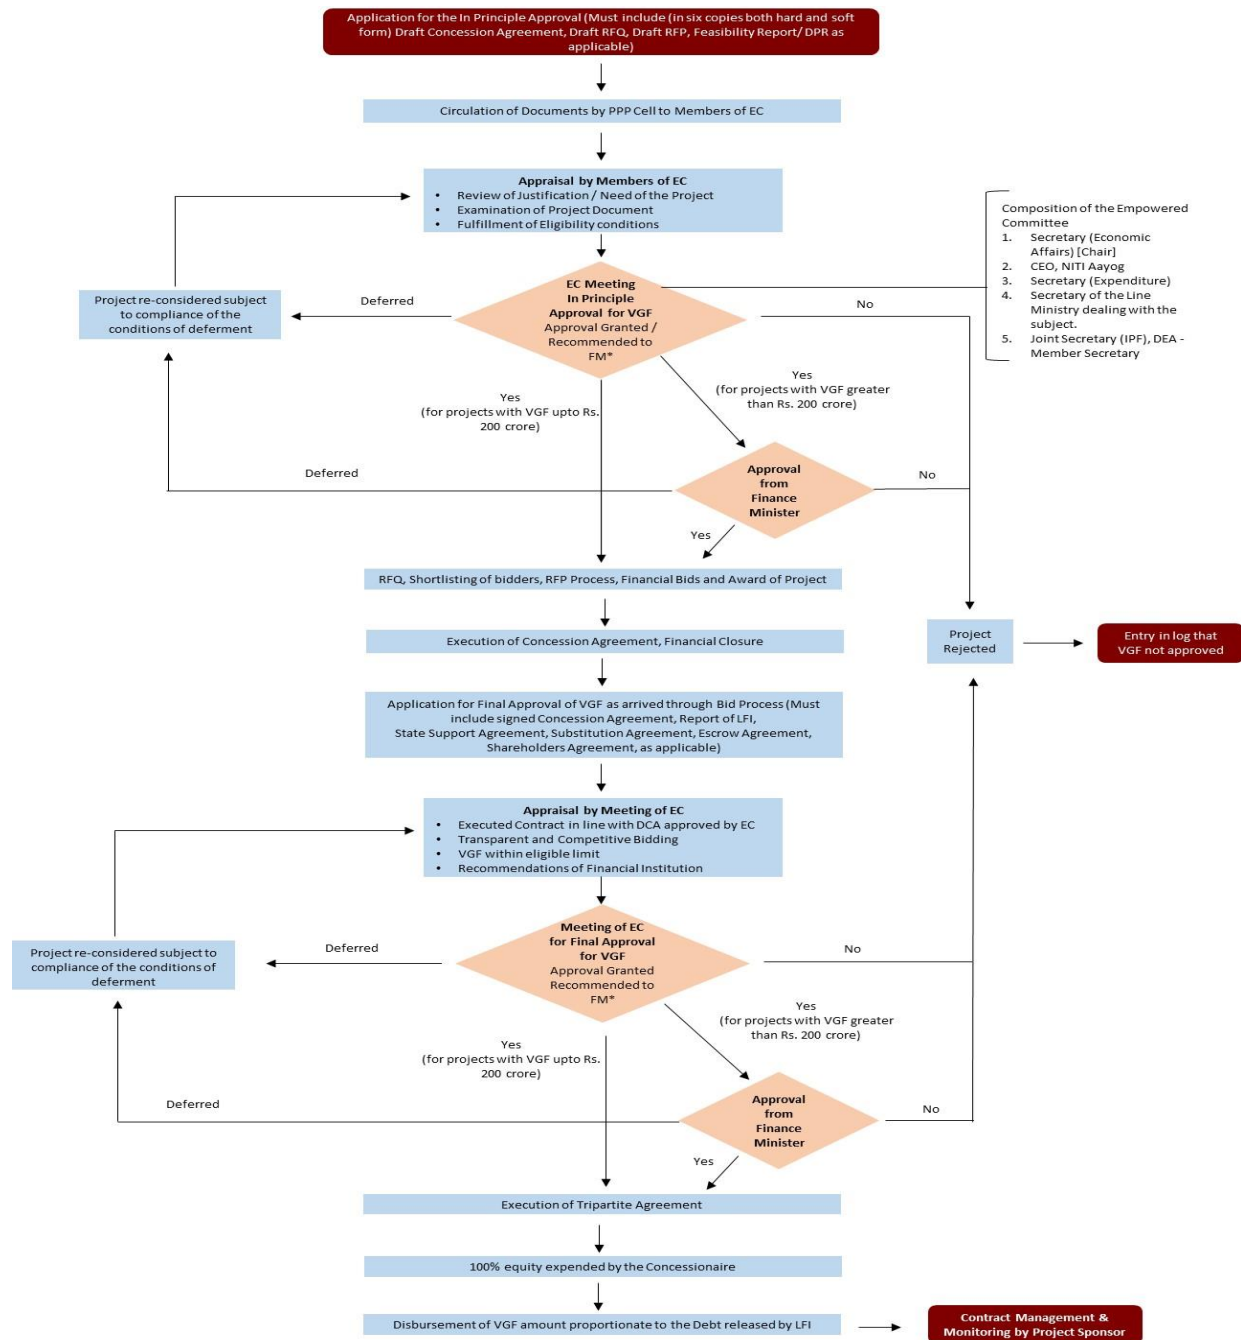 Application for the In Principle Approval (Must include (in six copies both hard and soft
form) Draft Concession Agreement, Draft RFQ, Draft RFP, Feasibility Report/ DPR as
applicable)
Circulation of Documents by PPP Cell to Members of EC
Appraisal by Members of EC
• Review of Justification / Need of the Project
• Examination of Project Document
• Fulfillment of Eligibility conditions
Composition of the Empowered
Committee
1. Secretary (Economic
Affairs) [Chair]
2. CEO, NITI Aayog
3. Secretary (Expenditure)
4. Secretary of the Line
Ministry dealing with the
subject.
5. Joint Secretary (IPF), DEA -
Member Secretary
EC Meeting
In Principle
Approval for VGF
Approval Granted /
Recommended to
FM*
Deferred
No
Project re-considered subject
to compliance of the
conditions of deferment
Yes
(for projects with VGF upto Rs.
200 crore)
Yes
(for projects with VGF greater
than Rs. 200 crore)
Deferred
Approval
from
Finance
Minister
No
Yes
RFQ, Shortlisting of bidders, RFP Process, Financial Bids and Award of Project
Execution of Concession Agreement, Financial Closure
Project
Rejected
Entry in log that
VGF not approved
Application for Final Approval of VGF as arrived through Bid Process (Must
include signed Concession Agreement, Report of LFI,
State Support Agreement, Substitution Agreement, Escrow Agreement,
Shareholders Agreement, as applicable)
Appraisal by Meeting of EC
• Executed Contract in line with DCA approved by EC
• Transparent and Competitive Bidding
• VGF within eligible limit
• Recommendations of Financial Institution
Meeting of EC
for Final Approval
for VGF
Approval Granted
Recommended to
FM*
Deferred
No
Project re-considered subject to
compliance of the conditions of
deferment
Yes
(for projects with VGF upto Rs.
200 crore)
Yes
(for projects with VGF greater
than Rs. 200 crore)
Deferred
Approval
from
Finance
Minister
No
Yes
Execution of Tripartite Agreement
100% equity expended by the Concessionaire
Disbursement of VGF amount proportionate to the Debt released by LFI
Contract Management &
Monitoring by Project Sponsor